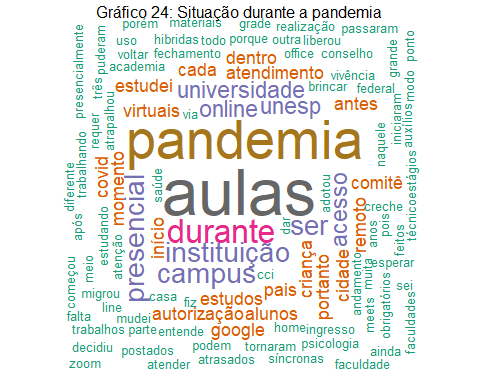 Gráfico 24: Situação durante a pandemia
porém materiais grade realização passaram
uso hibridas todo porque outra liberou
voltar fechamento office conselho
academia dentro vivência
puderam cada atendimento brincar
três estudei universidade federal
presencialmente virtuais via online unesp antes
requer atrapalhou pandemia
grande modo ponto
iniciaram auxílios
trabalhando covid momento aulas naquele
técnico estágios
diferente presencial saúde durante dar ser adotou acesso comitê
após estudando início instituição criança remoto creche
atenção campus cci cidade anos pois feitos
começou meio casa fiz estudos pais portanto andamento muita esperar
migrou line autorização alunos meets obrigatórios sei
falta mudei google home ingresso faculdades
trabalhos parte entende
decidiu postados podem tornaram psicologia ainda
zoom atender atrasados síncronas faculdade